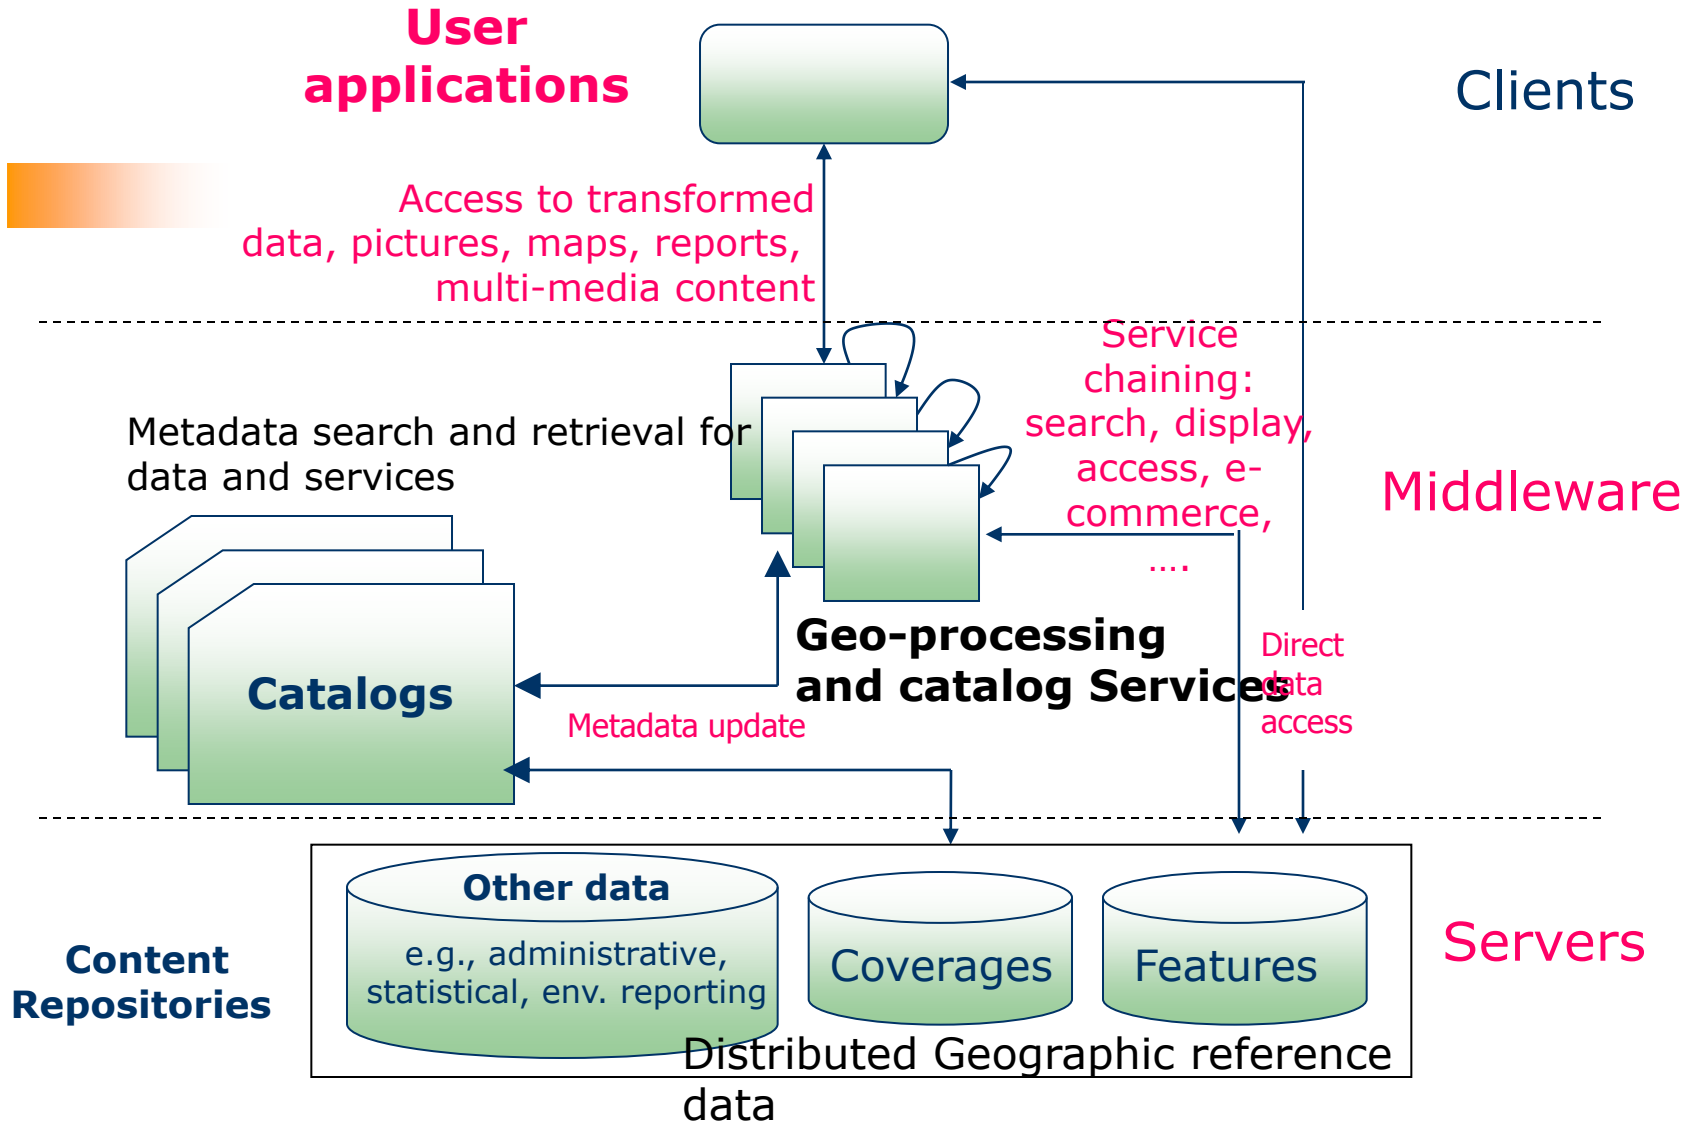 User
applications
Clients
Access to transformed
data, pictures, maps, reports,
multi-media content
Service
chaining:
search, display,
access, e-
commerce,
….
Metadata search and retrieval for
data and services
Middleware
Catalogs
Geo-processing
and catalog Services
Direct
data
access
Metadata update
Other data
e.g., administrative,
statistical, env. reporting
Coverages
Features
Servers
Content
Repositories
Distributed Geographic reference
data